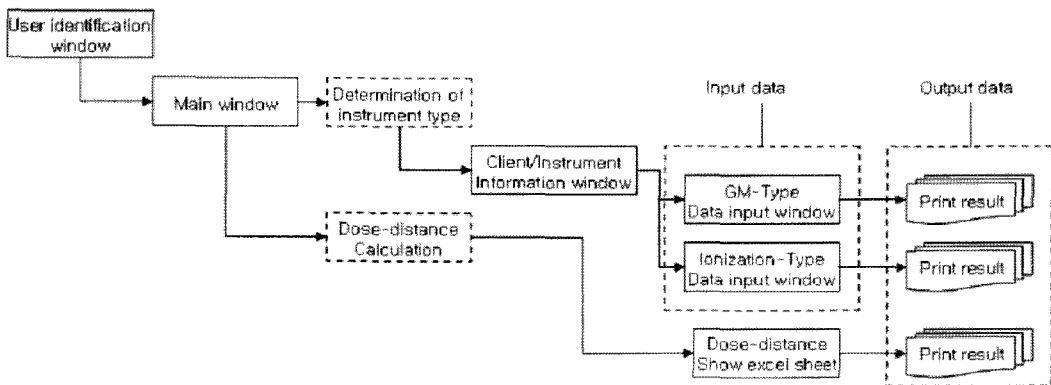 User identification
window
Main window
Determination of
instrument type
Input data
Output data
Client/Instrument
Information window
GM-Type
Data input window
Print result
Dose-distance
Calculation
Ionization-Type
Data input window
Print result
Dose-distance
Show excel sheet
Print result